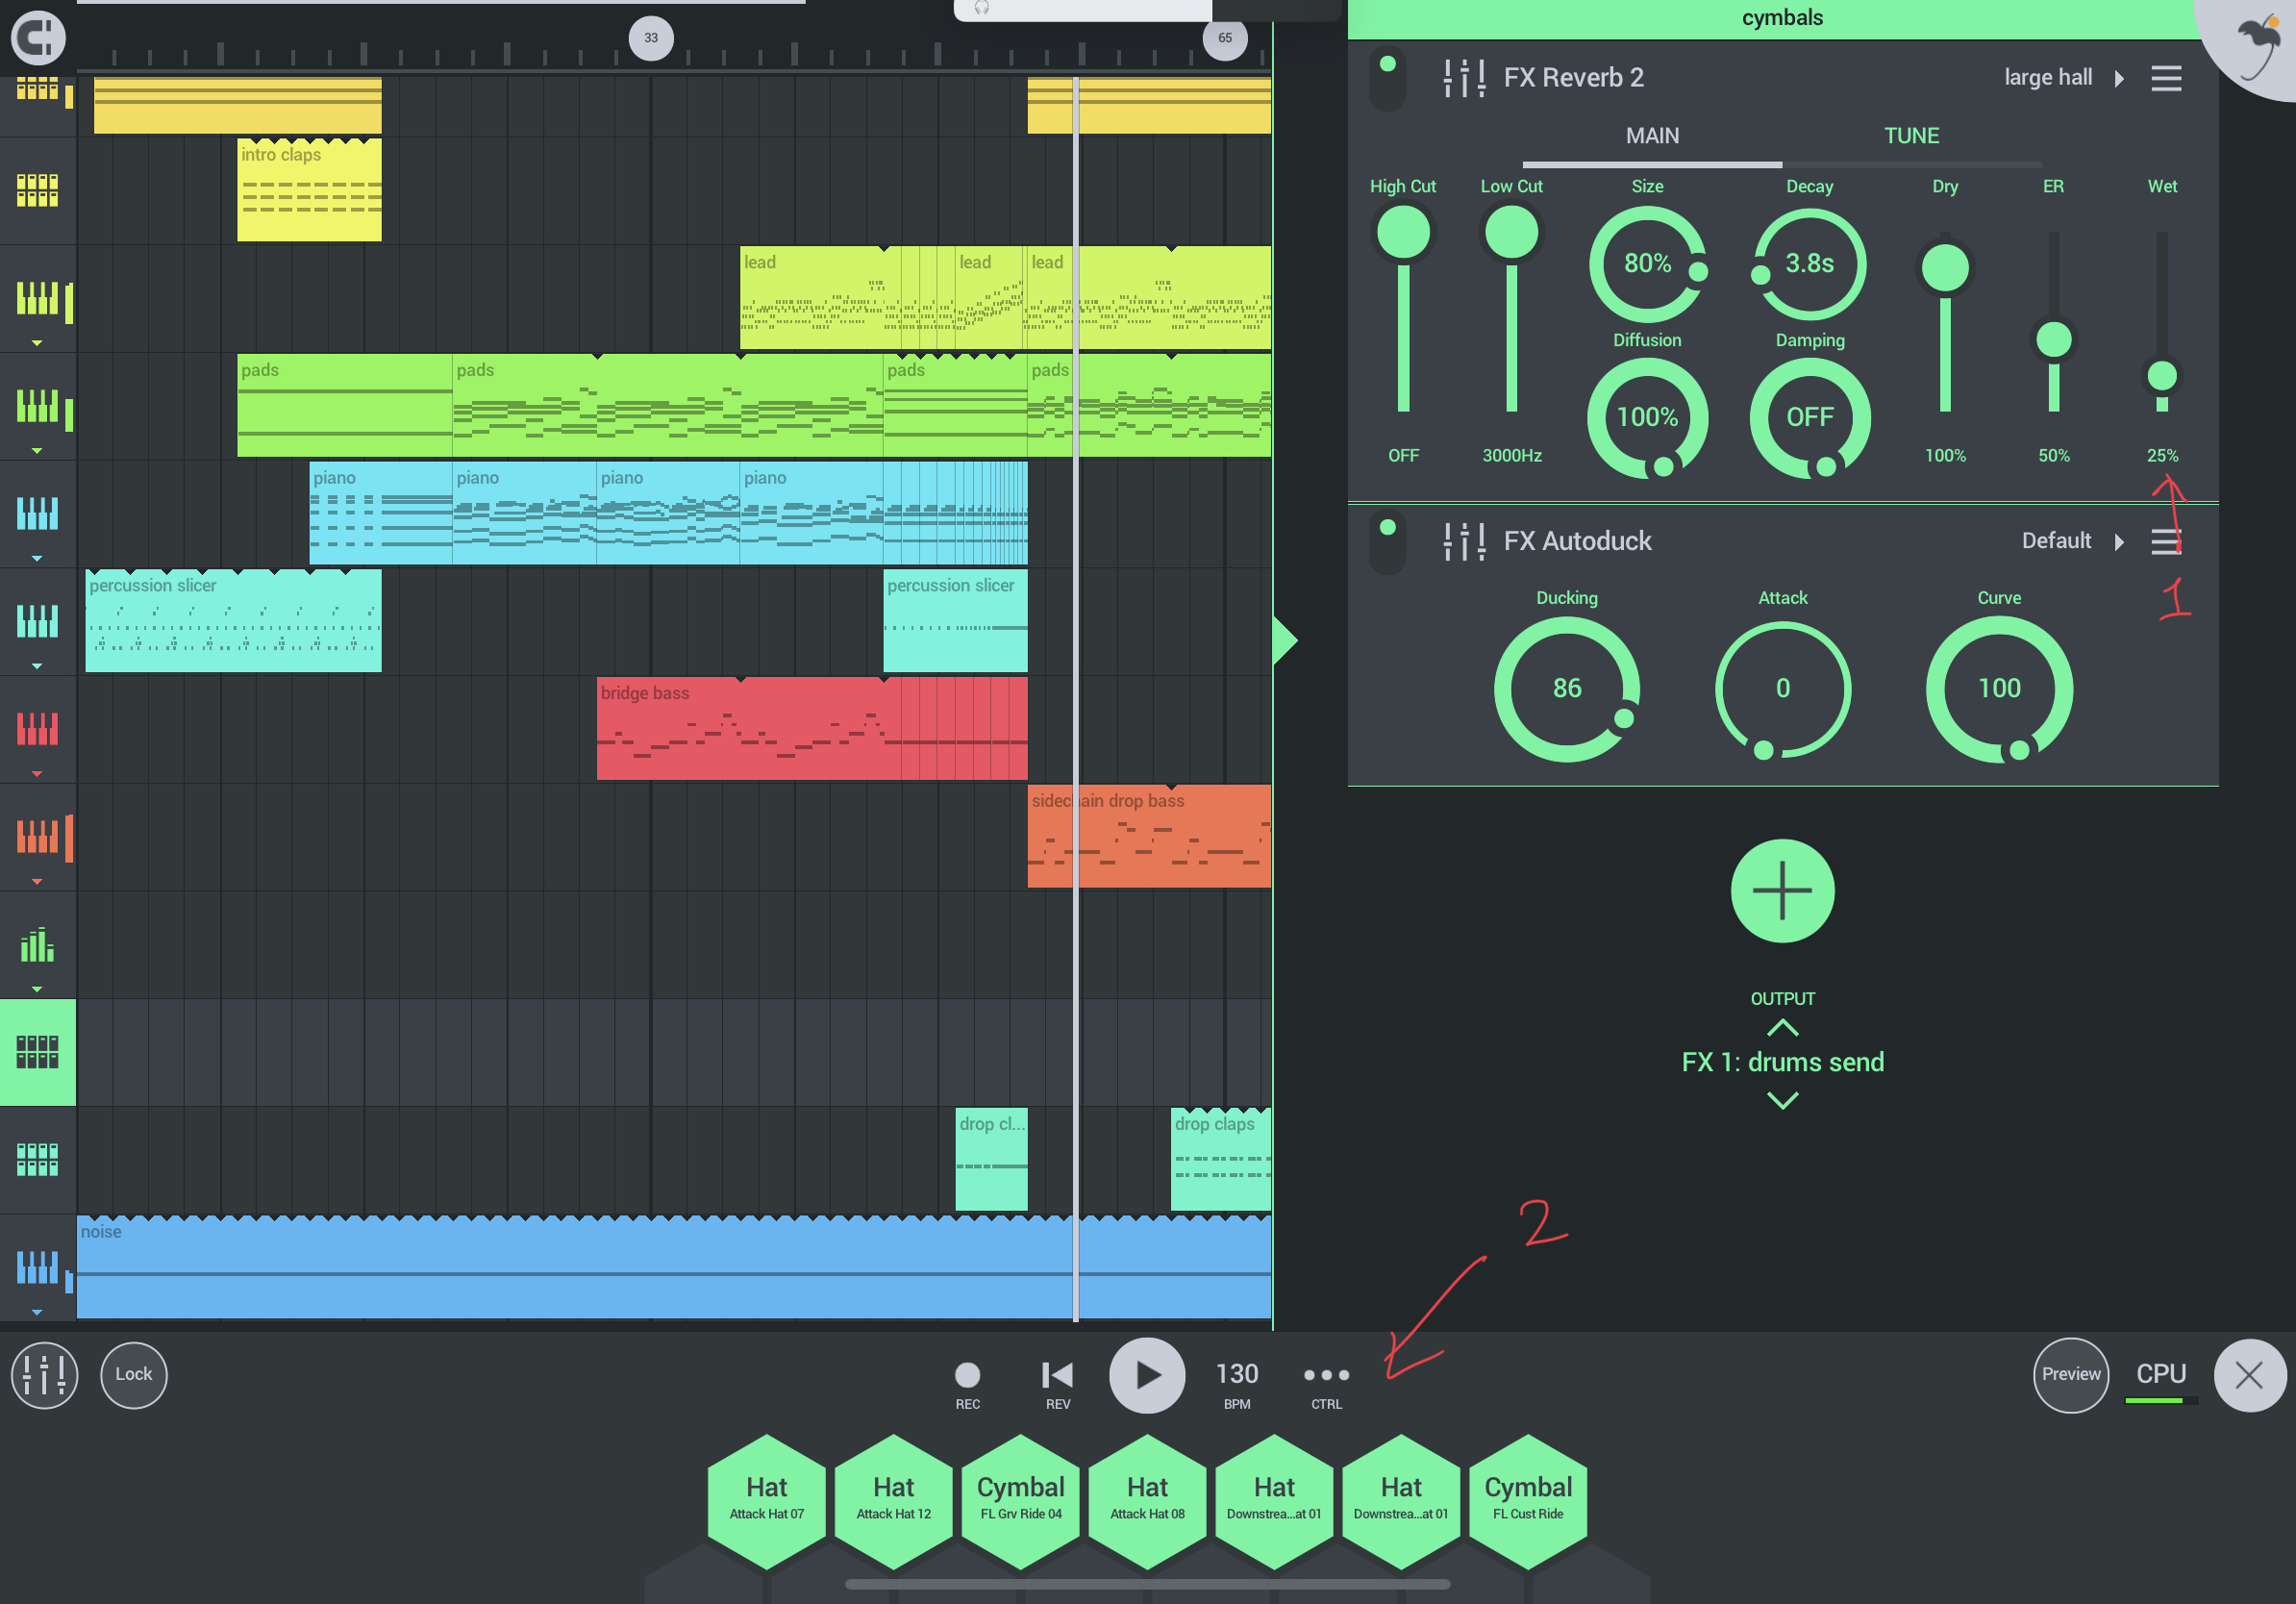 33
65
cymbals
FX Reverb 2
large hall
MAIN
TUNE
High Cut
Low Cut
Size
Decay
Dry
ER
Wet
80%
3.8s
Diffusion
Damping
100%
OFF
OFF
3000Hz
100%
50%
25%
1
FX Autoduck
Default
Ducking
Attack
Curve
86
0
100
OUTPUT
FX 1: drums send
2
intro claps
lead
lead
lead
pads
pads
pads
pads
piano
piano
piano
piano
percussion slicer
percussion slicer
bridge bass
sidechain drop bass
drop cl...
drop claps
noise
Lock
REC
REV
130
BPM
CTRL
Preview
CPU
Hat
Attack Hat 07
Hat
Attack Hat 12
Cymbal
FL Grv Ride 04
Hat
Attack Hat 08
Hat
Downstrea...at 01
Hat
Downstrea...at 01
Cymbal
FL Cust Ride